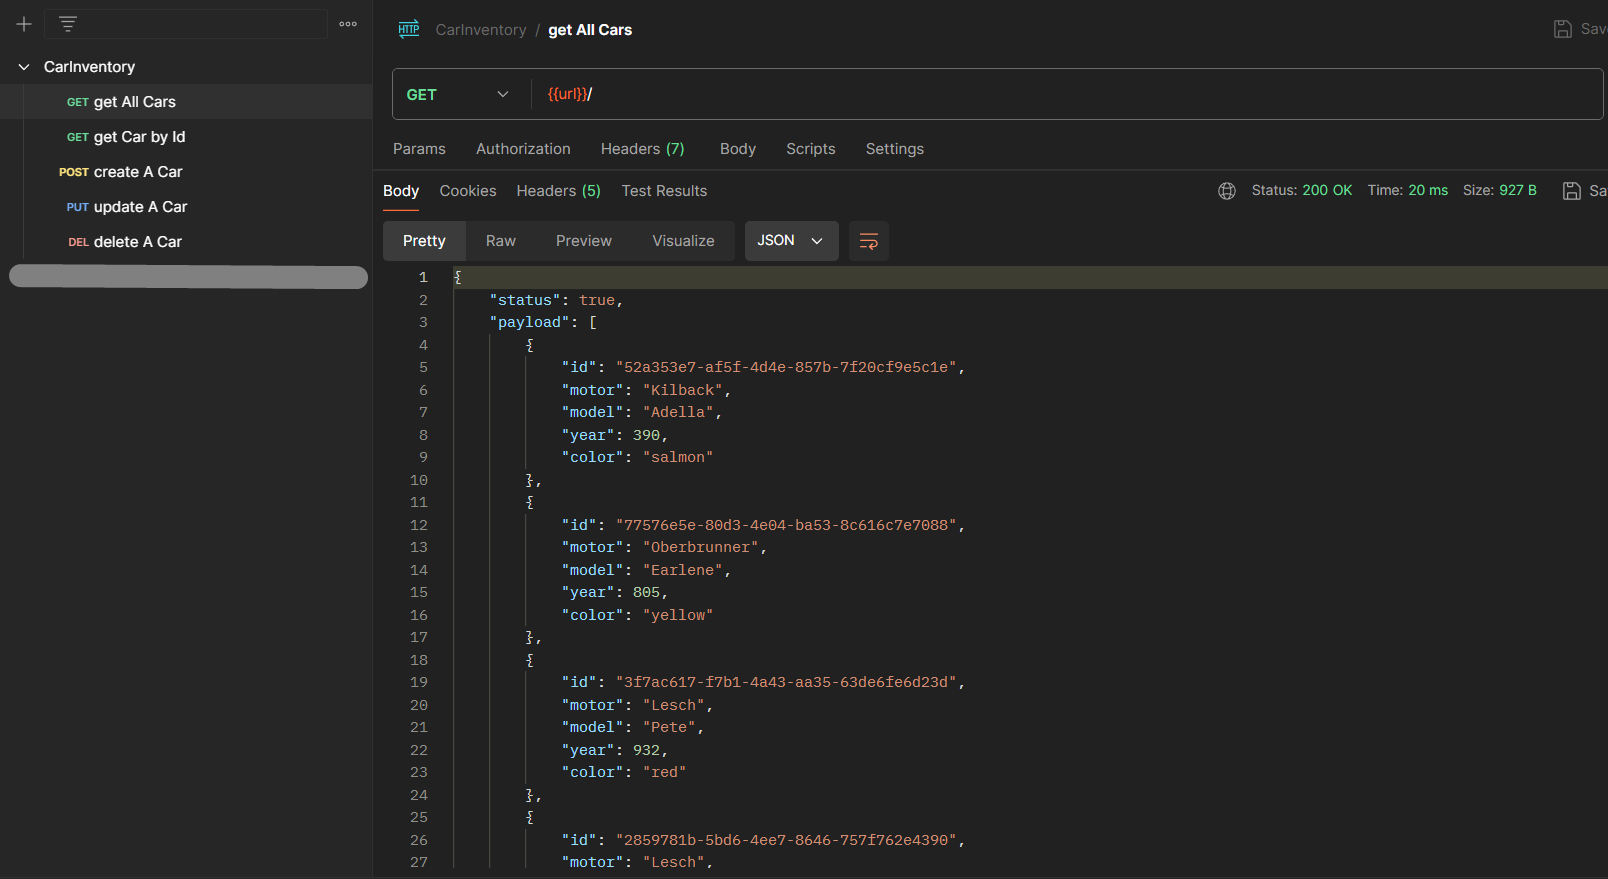 CarInventory
GET get All Cars
GET get Car by Id
POST create A Car
PUT update A Car
DEL delete A Car
HTTP CarInventory / get All Cars
GET {{url}}/
Params Authorization Headers (7) Body Scripts Settings
Body Cookies Headers (5) Test Results Status: 200 OK Time: 20 ms Size: 927 B
Pretty Raw Preview Visualize JSON
1 {
2 "status": true,
3 "payload": [
4 {
5 "id": "52a353e7-af5f-4d4e-857b-7f20cf9e5c1e",
6 "motor": "Kilback",
7 "model": "Adella",
8 "year": 390,
9 "color": "salmon"
10 },
11 {
12 "id": "77576e5e-80d3-4e04-ba53-8c616c7e7088",
13 "motor": "Oberbrunner",
14 "model": "Earlene",
15 "year": 805,
16 "color": "yellow"
17 },
18 {
19 "id": "3f7ac617-f7b1-4a43-aa35-63de6fe6d23d",
20 "motor": "Lesch",
21 "model": "Pete",
22 "year": 932,
23 "color": "red"
24 },
25 {
26 "id": "2859781b-5bd6-4ee7-8646-757f762e4390",
27 "motor": "Lesch",